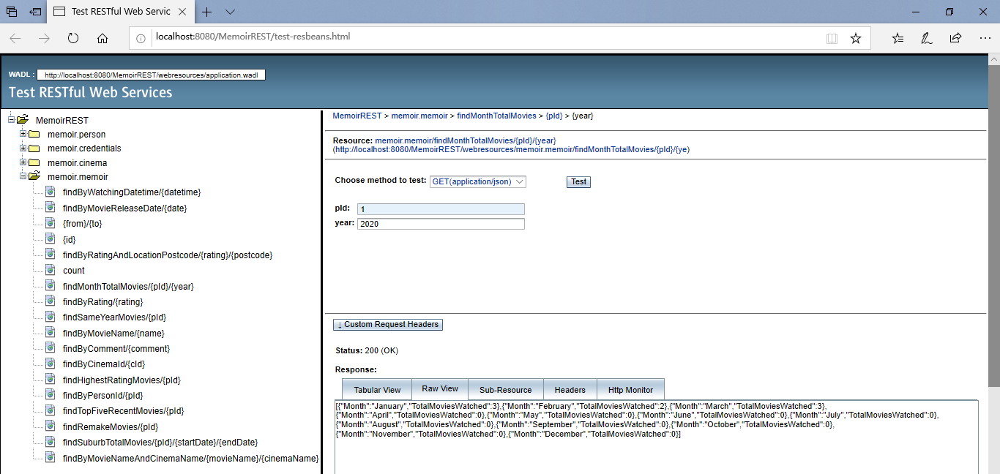 Test RESTful Web Servic
localhost:8080/MemoirREST/test-resbeans.html
WADL : http://localhost:8080/MemoirREST/webresources/application.wadl
Test RESTful Web Services
MemoirREST
memoir.person
memoir.credentials
memoir.cinema
memoir.memoir
findByWatchingDatetime/{datetime}
findByMovieReleaseDate/{date}
{from}/{to}
{id}
findByRatingAndLocationPostcode/{rating}/{postcode}
count
findMonthTotalMovies/{pId}/{year}
findByRating/{rating}
findSameYearMovies/{pId}
findByMovieName/{name}
findByComment/{comment}
findByCinemaId/{cId}
findHighestRatingMovies/{pId}
findByPersonId/{pId}
findTopFiveRecentMovies/{pId}
findRemakeMovies/{pId}
findSuburbTotalMovies/{pId}/{startDate}/{endDate}
findByMovieNameAndCinemaName/{movieName}/{cinemaName}
MemoirREST > memoir.memoir > findMonthTotalMovies > {pId} > {year}
Resource: memoir.memoir/findMonthTotalMovies/{pId}/{year}
(http://localhost:8080/MemoirREST/webresources/memoir.memoir/findMonthTotalMovies/{pId}/{ye)
Choose method to test: GET(application/json) Test
pId: 1
year: 2020
↓ Custom Request Headers
Status: 200 (OK)
Response:
Tabular View Raw View Sub-Resource Headers Http Monitor
[{"Month":"January","TotalMoviesWatched":3},{"Month":"February","TotalMoviesWatched":2},{"Month":"March","TotalMoviesWatched":3},
{"Month":"April","TotalMoviesWatched":0},{"Month":"May","TotalMoviesWatched":0},{"Month":"June","TotalMoviesWatched":0},{"Month":"July","TotalMoviesWatched":0},
{"Month":"August","TotalMoviesWatched":0},{"Month":"September","TotalMoviesWatched":0},{"Month":"October","TotalMoviesWatched":0},
{"Month":"November","TotalMoviesWatched":0},{"Month":"December","TotalMoviesWatched":0}]